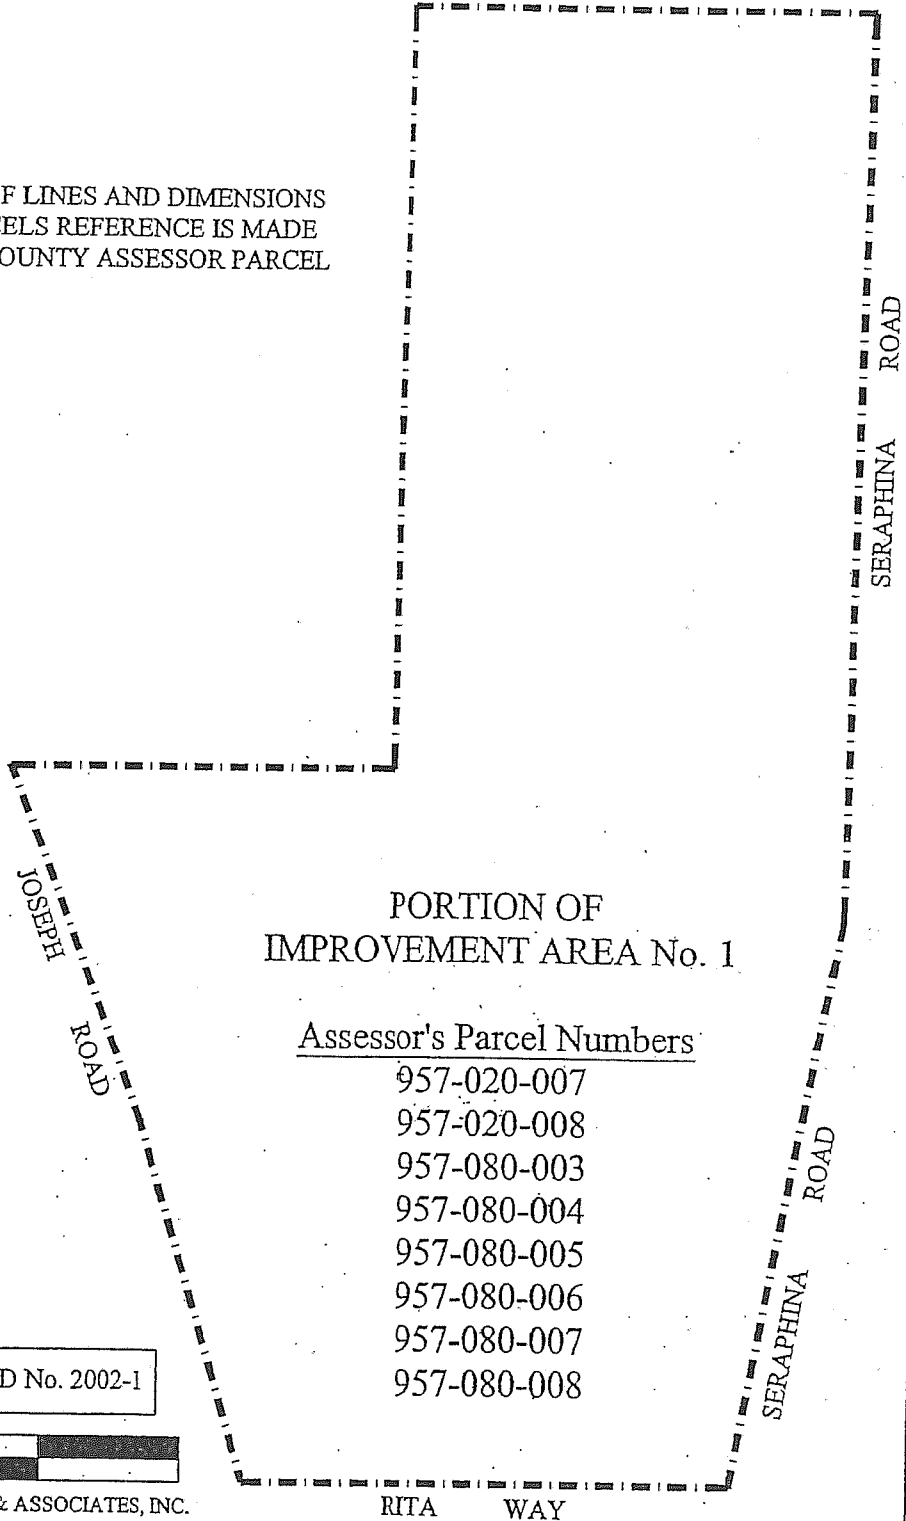 F LINES AND DIMENSIONS
CELS REFERENCE IS MADE
OUNTY ASSESSOR PARCEL
SERAPHINA ROAD
JOSEPH ROAD
PORTION OF
IMPROVEMENT AREA No. 1
Assessor's Parcel Numbers
957-020-007
957-020-008
957-080-003
957-080-004
957-080-005
957-080-006
957-080-007
957-080-008
SERAPHINA ROAD
D No. 2002-1
& ASSOCIATES, INC.
RITA WAY